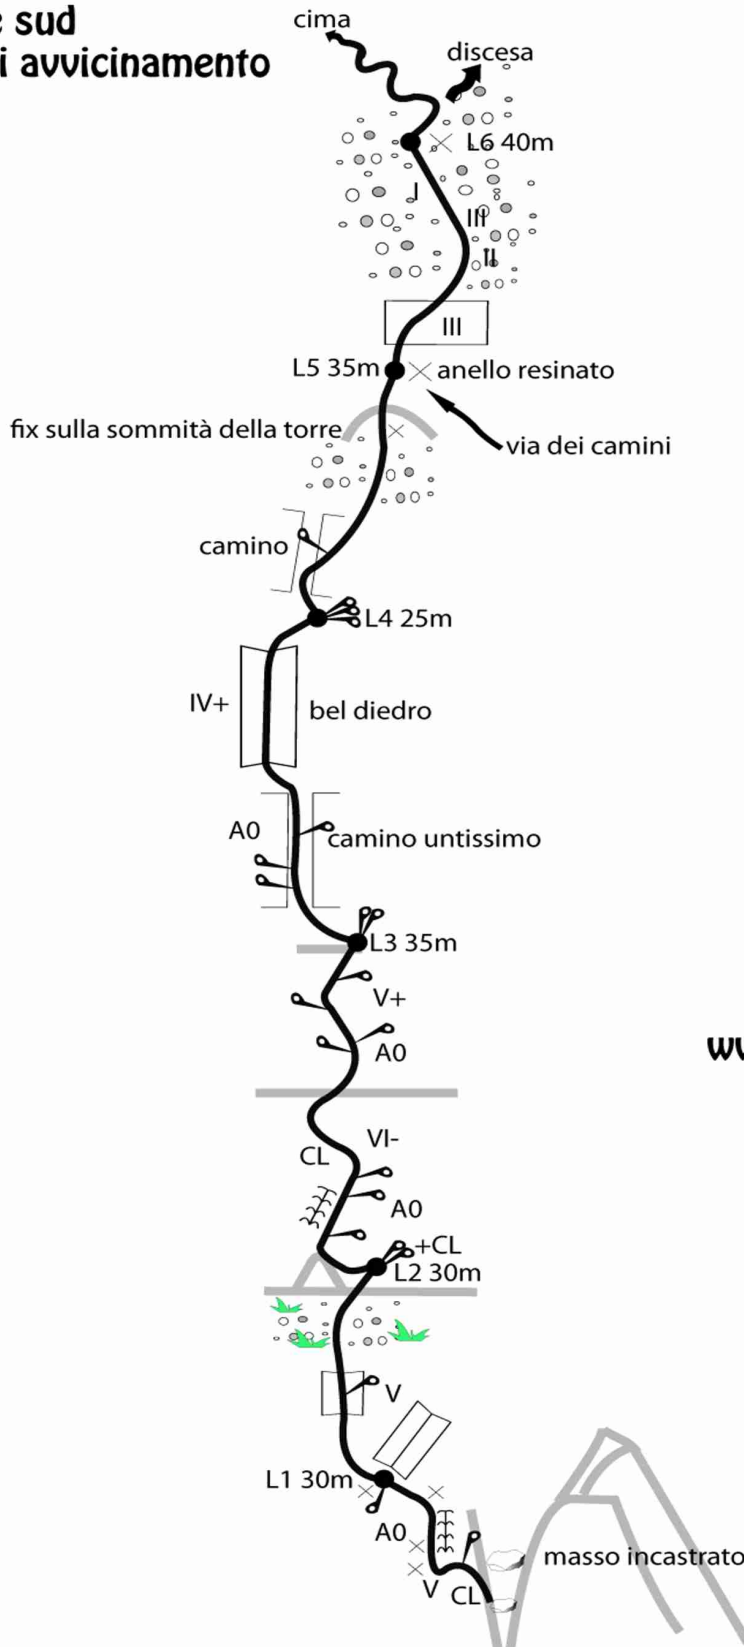 e sud
i avvicinamento
cima
discesa
L6 40m
I
III
II
III
L5 35m
anello resinato
fix sulla sommità della torre
via dei camini
camino
L4 25m
IV+
bel diedro
A0
camino untissimo
L3 35m
V+
A0
VI-
CL
A0
+CL
L2 30m
V
L1 30m
A0
masso incastrato
V
CL